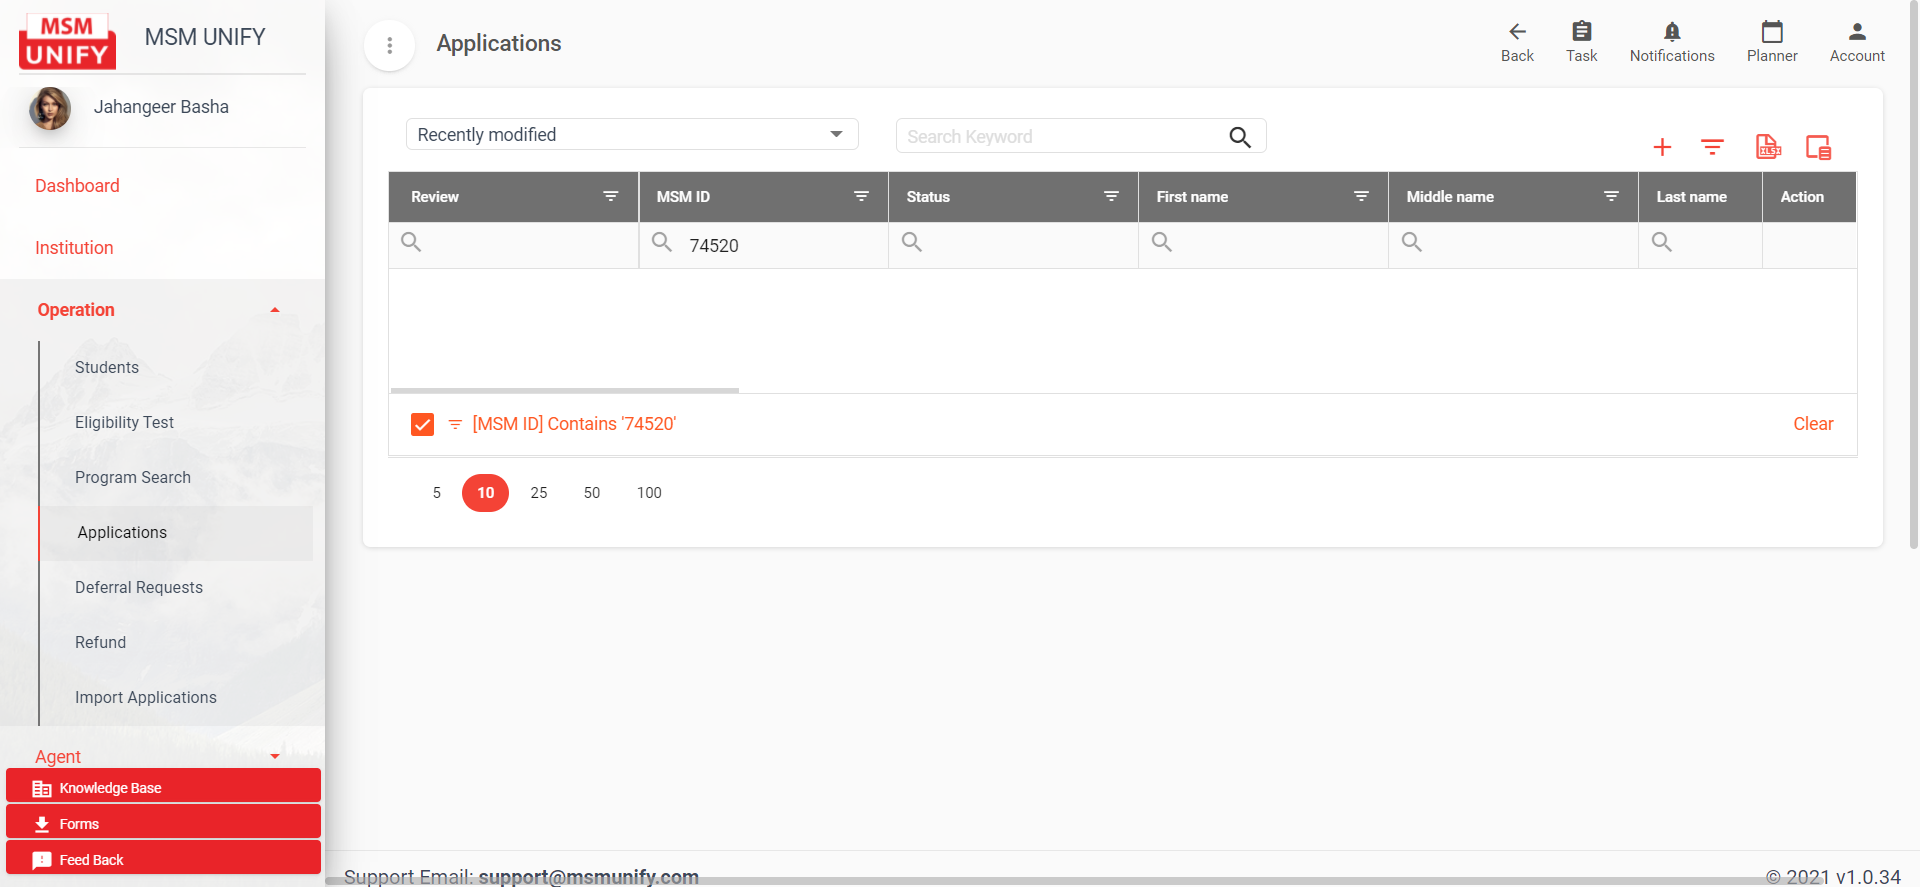 MSM
UNIFY
MSM UNIFY
Jahangeer Basha
Dashboard
Institution
Operation
Students
Eligibility Test
Program Search
Applications
Deferral Requests
Refund
Import Applications
Agent
Knowledge Base
Forms
Feed Back
Applications
Back
Task
Notifications
Planner
Account
Recently modified
Search Keyword
XLSX
Review
MSM ID
Status
First name
Middle name
Last name
Action
74520
[MSM ID] Contains '74520'
Clear
5
10
25
50
100
Support Email: support@msmunify.com
© 2021 v1.0.34